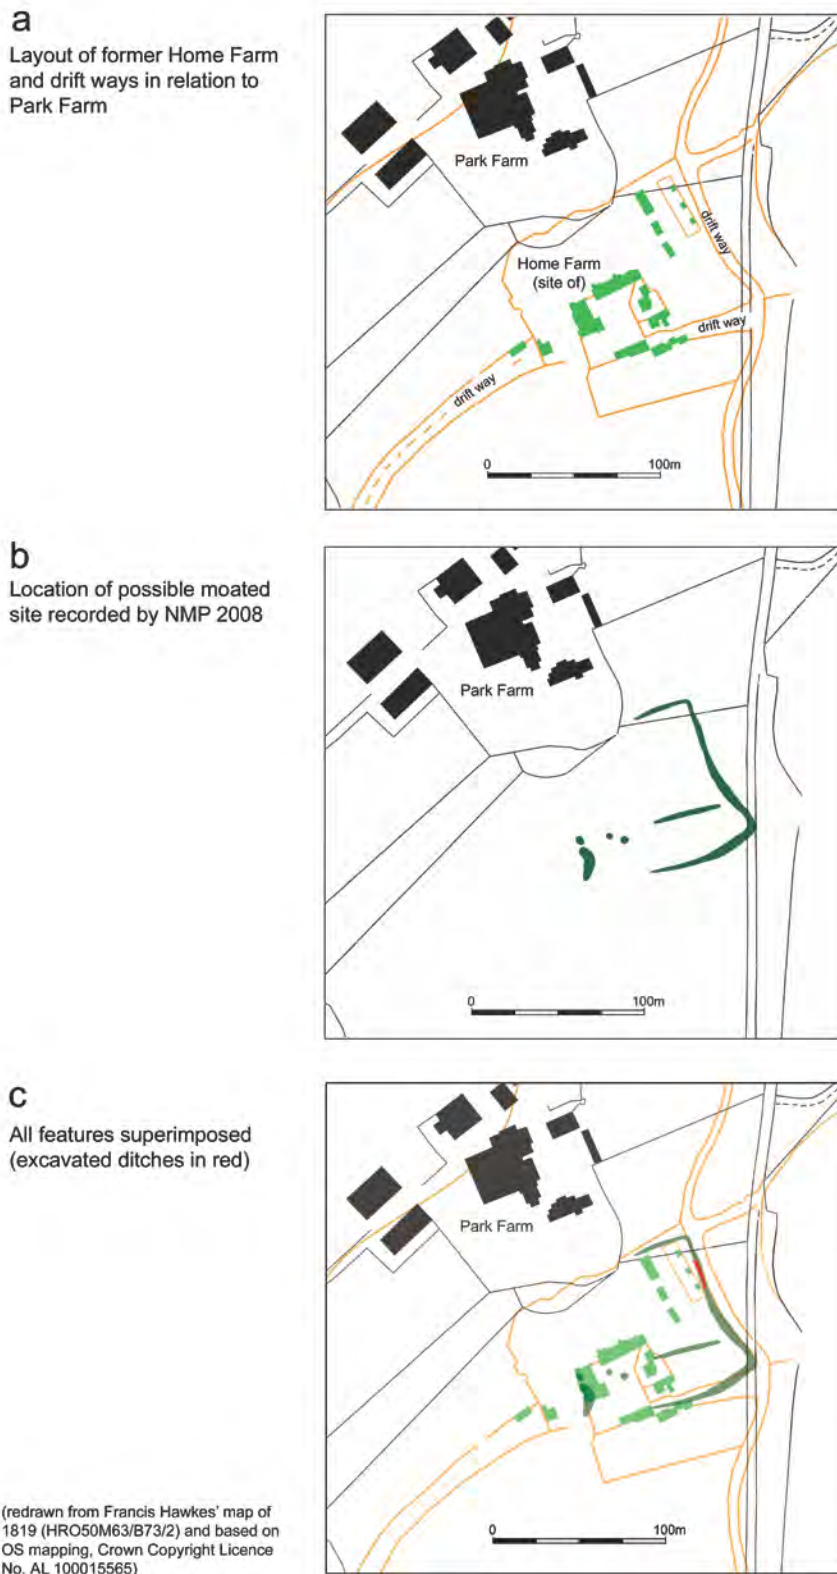 a
Layout of former Home Farm
and drift ways in relation to
Park Farm
Park Farm
drift way
Home Farm
(site of)
drift way
drift way
0 100m
b
Location of possible moated
site recorded by NMP 2008
Park Farm
0 100m
c
All features superimposed
(excavated ditches in red)
Park Farm
0 100m
(redrawn from Francis Hawkes' map of
1819 (HRO50M63/B73/2) and based on
OS mapping, Crown Copyright Licence
No. AL 100015565)